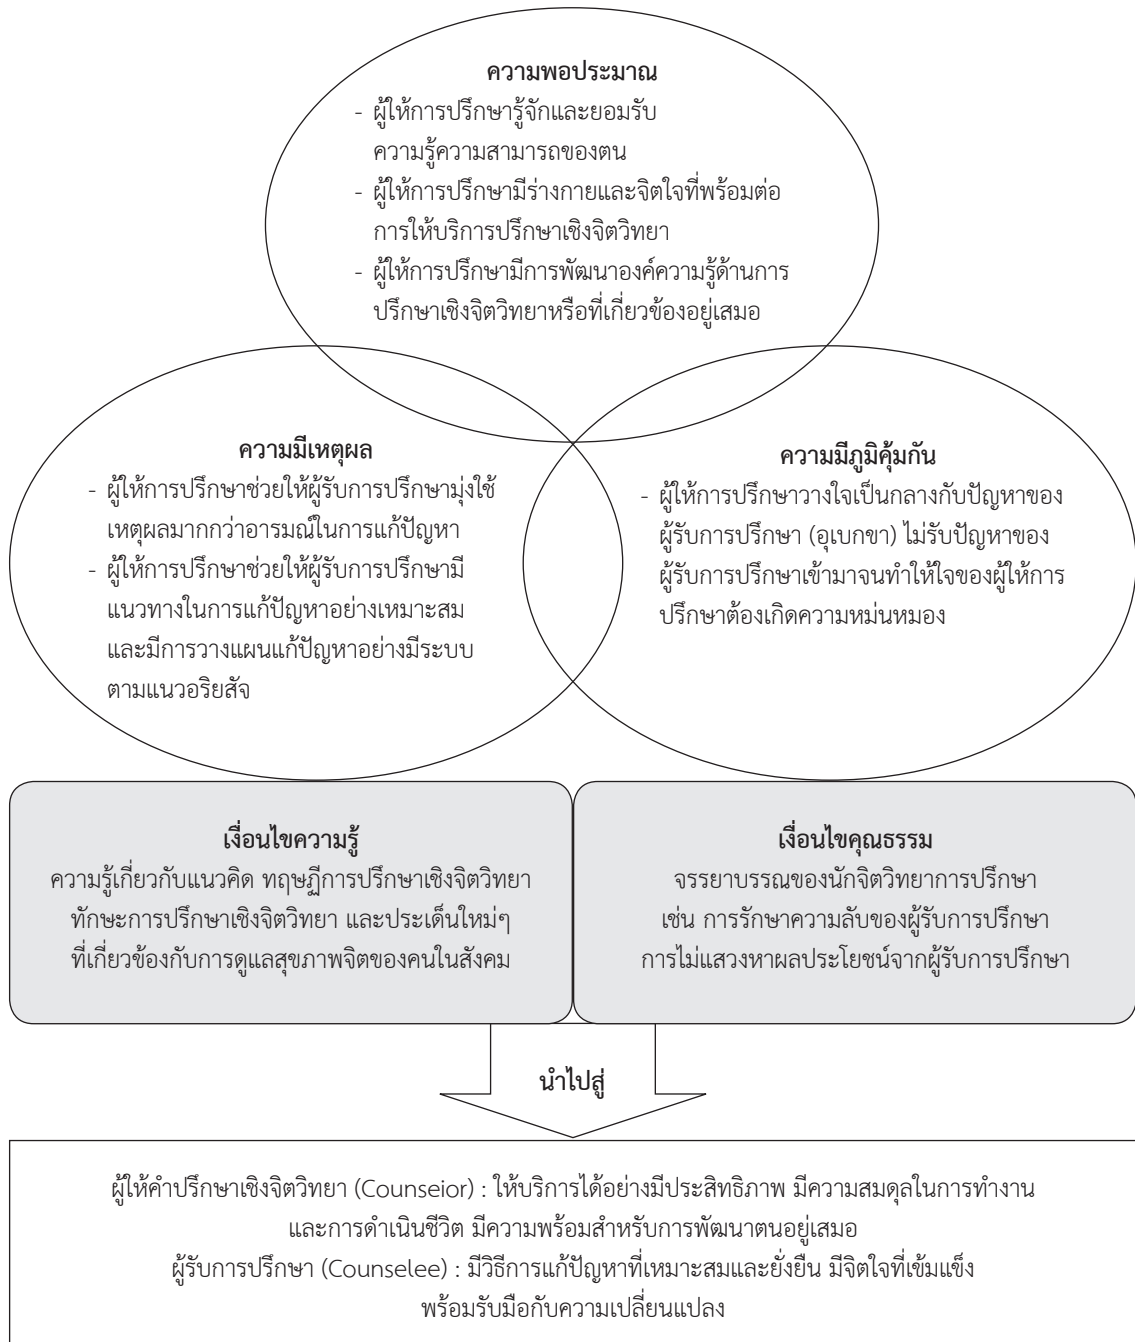 ความพอประมาณ
- ผู้ให้การปรึกษารู้จักและยอมรับ
ความรู้ความสามารถของตน
- ผู้ให้การปรึกษามีร่างกายและจิตใจที่พร้อมต่อ
การให้บริการปรึกษาเชิงจิตวิทยา
- ผู้ให้การปรึกษามีการพัฒนาองค์ความรู้ด้านการ
ปรึกษาเชิงจิตวิทยาหรือที่เกี่ยวข้องอยู่เสมอ
ความมีเหตุผล
- ผู้ให้การปรึกษาช่วยให้ผู้รับการปรึกษามุ่งใช้
เหตุผลมากกว่าอารมณ์ในการแก้ปัญหา
- ผู้ให้การปรึกษาช่วยให้ผู้รับการปรึกษามี
แนวทางในการแก้ปัญหาอย่างเหมาะสม
และมีการวางแผนแก้ปัญหาอย่างมีระบบ
ตามแนวอริยสัจ
ความมีภูมิคุ้มกัน
- ผู้ให้การปรึกษาวางใจเป็นกลางกับปัญหาของ
ผู้รับการปรึกษา (อุเบกขา) ไม่รับปัญหาของ
ผู้รับการปรึกษาเข้ามาจนทำให้ใจของผู้ให้การ
ปรึกษาต้องเกิดความหม่นหมอง
เงื่อนไขความรู้
ความรู้เกี่ยวกับแนวคิด ทฤษฏีการปรึกษาเชิงจิตวิทยา
ทักษะการปรึกษาเชิงจิตวิทยา และประเด็นใหม่ๆ
ที่เกี่ยวข้องกับการดูแลสุขภาพจิตของคนในสังคม
เงื่อนไขคุณธรรม
จรรยาบรรณของนักจิตวิทยาการปรึกษา
เช่น การรักษาความลับของผู้รับการปรึกษา
การไม่แสวงหาผลประโยชน์จากผู้รับการปรึกษา
นำไปสู่
ผู้ให้คำปรึกษาเชิงจิตวิทยา (Counseior) : ให้บริการได้อย่างมีประสิทธิภาพ มีความสมดุลในการทำงาน
และการดำเนินชีวิต มีความพร้อมสำหรับการพัฒนาตนอยู่เสมอ
ผู้รับการปรึกษา (Counselee) : มีวิธีการแก้ปัญหาที่เหมาะสมและยั่งยืน มีจิตใจที่เข้มแข็ง
พร้อมรับมือกับความเปลี่ยนแปลง